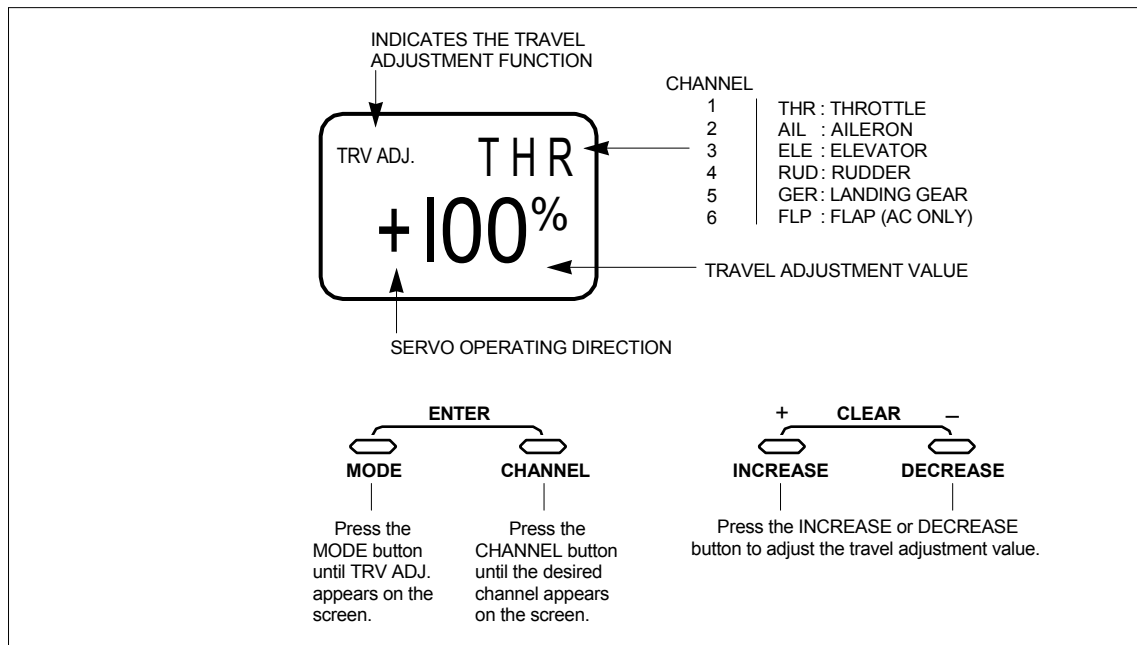 INDICATES THE TRAVEL
ADJUSTMENT FUNCTION
CHANNEL
1 THR : THROTTLE
2 AIL : AILERON
3 ELE : ELEVATOR
4 RUD : RUDDER
5 GER : LANDING GEAR
6 FLP : FLAP (AC ONLY)
TRV ADJ. THR
+100%
TRAVEL ADJUSTMENT VALUE
SERVO OPERATING DIRECTION
ENTER
MODE CHANNEL
+ CLEAR –
INCREASE DECREASE
Press the
MODE button
until TRV ADJ.
appears on the
screen.
Press the
CHANNEL button
until the desired
channel appears
on the screen.
Press the INCREASE or DECREASE
button to adjust the travel adjustment value.